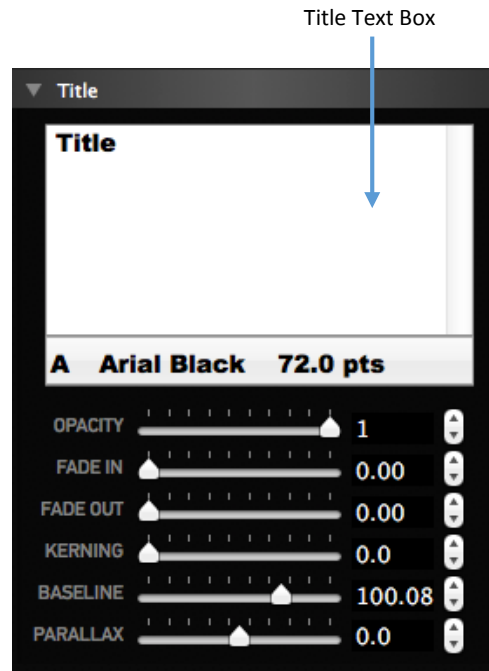 Title Text Box
Title
Title
A Arial Black 72.0 pts
OPACITY 1
FADE IN 0.00
FADE OUT 0.00
KERNING 0.0
BASELINE 100.08
PARALLAX 0.0